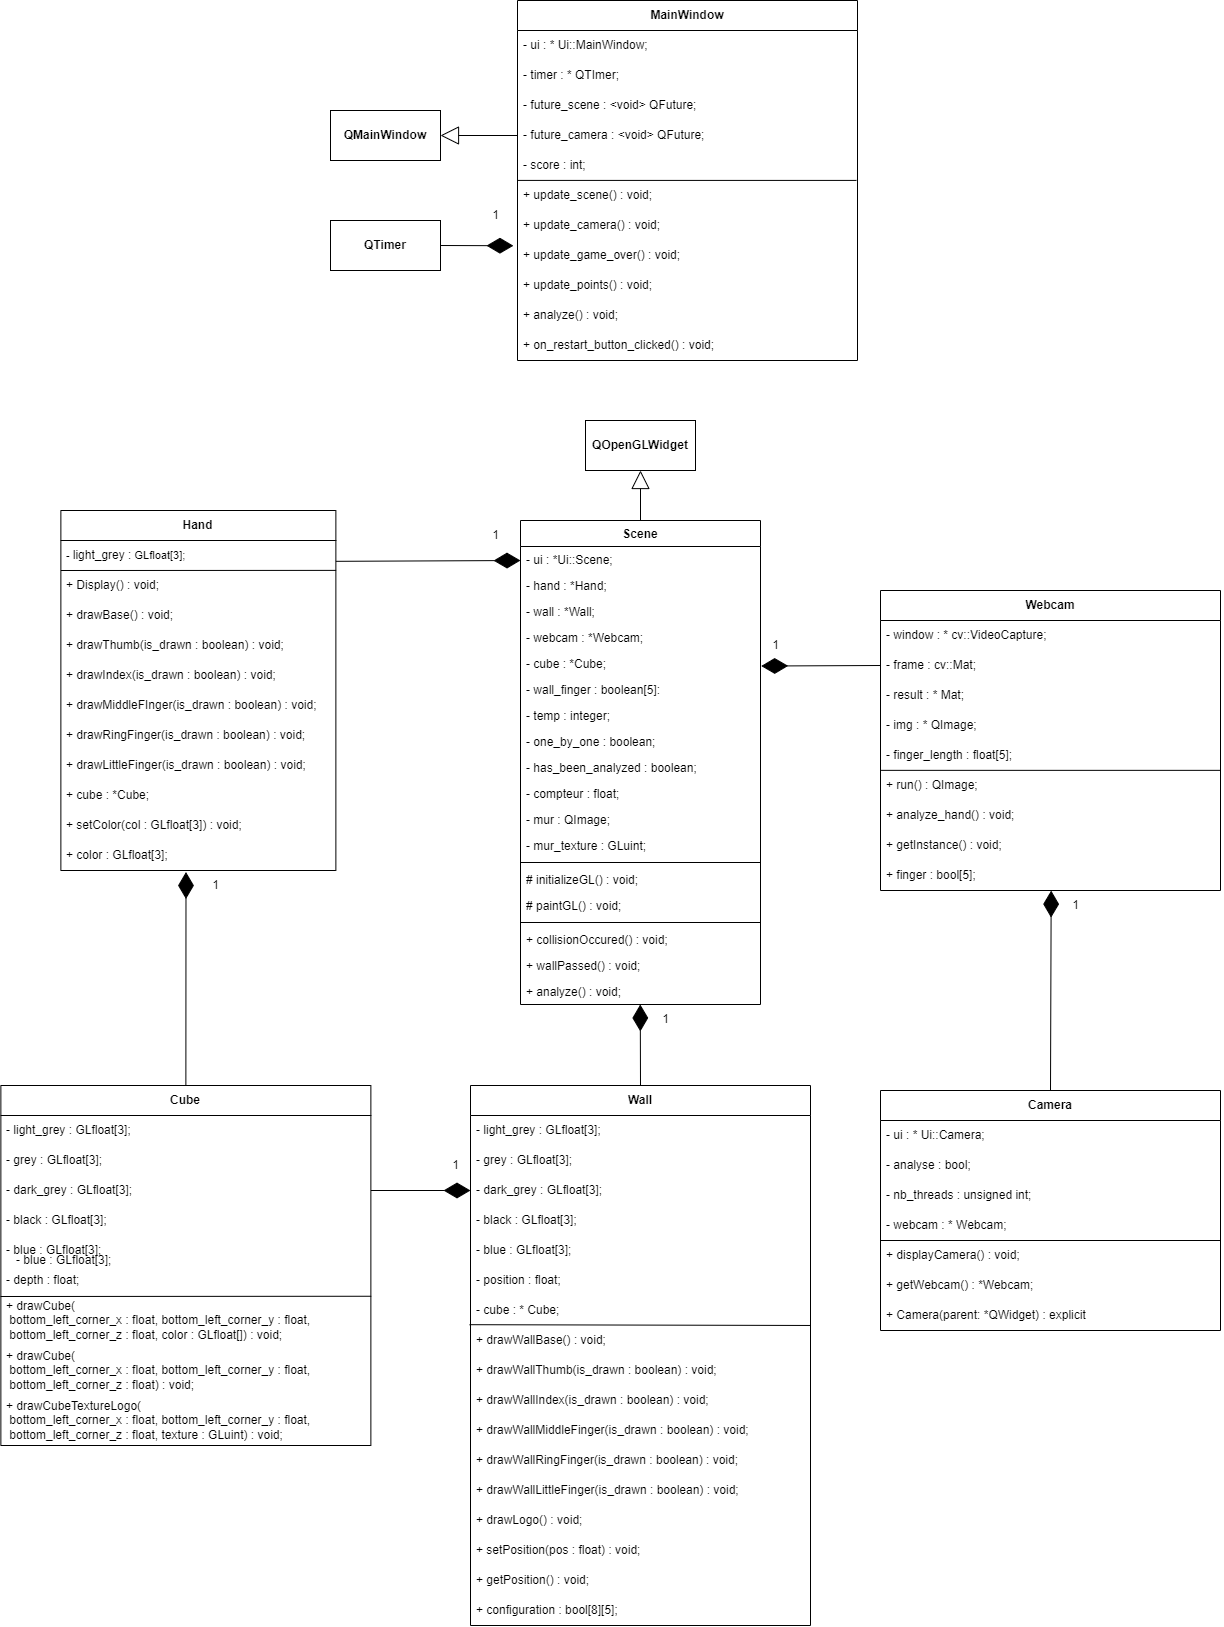 MainWindow
- ui : * Ui::MainWindow;
- timer : * QTImer;
- future_scene : <void> QFuture;
- future_camera : <void> QFuture;
- score : int;
+ update_scene() : void;
+ update_camera() : void;
+ update_game_over() : void;
+ update_points() : void;
+ analyze() : void;
+ on_restart_button_clicked() : void;
QMainWindow
QTimer
1
QOpenGLWidget
Hand
- light_grey : GLfloat[3];
+ Display() : void;
+ drawBase() : void;
+ drawThumb(is_drawn : boolean) : void;
+ drawIndex(is_drawn : boolean) : void;
+ drawMiddleFInger(is_drawn : boolean) : void;
+ drawRingFinger(is_drawn : boolean) : void;
+ drawLittleFinger(is_drawn : boolean) : void;
+ cube : *Cube;
+ setColor(col : GLfloat[3]) : void;
+ color : GLfloat[3];
1
1
Scene
- ui : *Ui::Scene;
- hand : *Hand;
- wall : *Wall;
- webcam : *Webcam;
- cube : *Cube;
- wall_finger : boolean[5]:
- temp : integer;
- one_by_one : boolean;
- has_been_analyzed : boolean;
- compteur : float;
- mur : QImage;
- mur_texture : GLuint;
# initializeGL() : void;
# paintGL() : void;
+ collisionOccured() : void;
+ wallPassed() : void;
+ analyze() : void;
1
1
Webcam
- window : * cv::VideoCapture;
- frame : cv::Mat;
- result : * Mat;
- img : * QImage;
- finger_length : float[5];
+ run() : QImage;
+ analyze_hand() : void;
+ getInstance() : void;
+ finger : bool[5];
1
Cube
- light_grey : GLfloat[3];
- grey : GLfloat[3];
- dark_grey : GLfloat[3];
- black : GLfloat[3];
- blue : GLfloat[3];
- blue : GLfloat[3];
- depth : float;
+ drawCube(
bottom_left_corner_x : float, bottom_left_corner_y : float,
bottom_left_corner_z : float, color : GLfloat[]) : void;
+ drawCube(
bottom_left_corner_x : float, bottom_left_corner_y : float,
bottom_left_corner_z : float) : void;
+ drawCubeTextureLogo(
bottom_left_corner_x : float, bottom_left_corner_y : float,
bottom_left_corner_z : float, texture : GLuint) : void;
1
Wall
- light_grey : GLfloat[3];
- grey : GLfloat[3];
- dark_grey : GLfloat[3];
- black : GLfloat[3];
- blue : GLfloat[3];
- position : float;
- cube : * Cube;
+ drawWallBase() : void;
+ drawWallThumb(is_drawn : boolean) : void;
+ drawWallIndex(is_drawn : boolean) : void;
+ drawWallMiddleFinger(is_drawn : boolean) : void;
+ drawWallRingFinger(is_drawn : boolean) : void;
+ drawWallLittleFinger(is_drawn : boolean) : void;
+ drawLogo() : void;
+ setPosition(pos : float) : void;
+ getPosition() : void;
+ configuration : bool[8][5];
Camera
- ui : * Ui::Camera;
- analyse : bool;
- nb_threads : unsigned int;
- webcam : * Webcam;
+ displayCamera() : void;
+ getWebcam() : *Webcam;
+ Camera(parent: *QWidget) : explicit